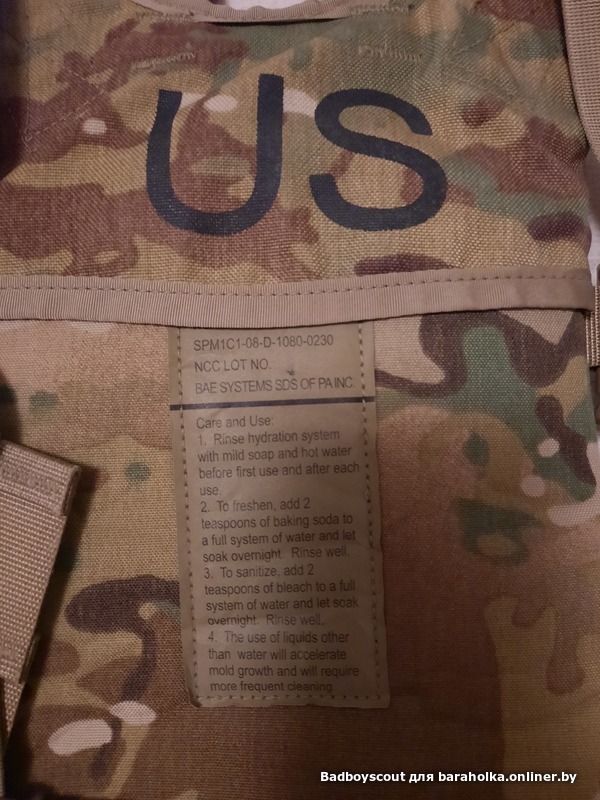 US
SPM1C1-08-D-1080-0230
NCC LOT NO.
BAE SYSTEMS SDS OF PA INC.
Care and Use:
1. Rinse hydration system
with mild soap and hot water
before first use and after each
use.
2. To freshen, add 2
teaspoons of baking soda to
a full system of water and let
soak overnight. Rinse well.
3. To sanitize, add 2
teaspoons of bleach to a full
system of water and let soak
overnight. Rinse well.
4. The use of liquids other
than water will accelerate
mold growth and will require
more frequent cleaning
Badboyscout для baraholka.onliner.by